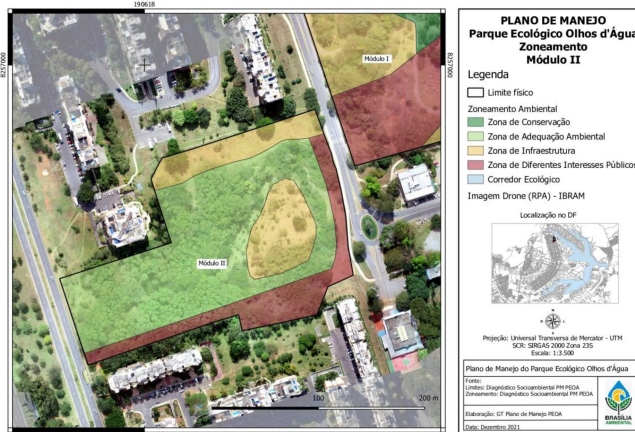 190618
8257000
8257000
Módulo I
Módulo II
100
200 m
PLANO DE MANEJO
Parque Ecológico Olhos d'Água
Zoneamento
Módulo II
Legenda
Limite físico
Zoneamento Ambiental
Zona de Conservação
Zona de Adequação Ambiental
Zona de Infraestrutura
Zona de Diferentes Interesses Públicos
Corredor Ecológico
Imagem Drone (RPA) - IBRAM
Localização no DF
N
O
L
S
Projeção: Universal Transversa de Mercator - UTM
SCR: SIRGAS 2000 Zona 23S
Escala: 1:3.500
Plano de Manejo do Parque Ecológico Olhos d'Água
Fonte:
Limites: Diagnóstico Socioambiental PM PEOA
Zoneamento: Diagnóstico Socioambiental PM PEOA
Elaboração: GT Plano de Manejo PEOA
Data: Dezembro 2021
BRASÍLIA
AMBIENTAL